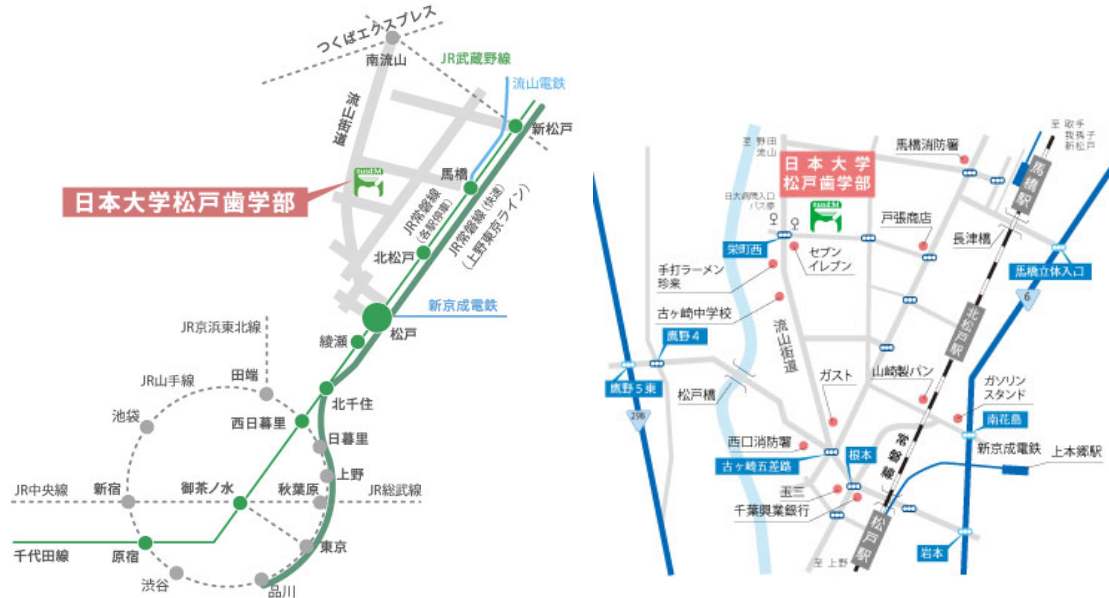 つくばエクスプレス
南流山
JR武蔵野線
流山電鉄
流山街道
新松戸
馬橋
日本大学松戸歯学部
JR常磐線
(各駅停車)
JR常磐線(快速)
(上野東京ライン)
北松戸
新京成電鉄
松戸
JR京浜東北線
綾瀬
JR山手線
田端
北千住
池袋
西日暮里
日暮里
上野
JR中央線
新宿
御茶ノ水
秋葉原
JR総武線
東京
千代田線
原宿
渋谷
品川
至 野田
流山
日本大学
松戸歯学部
馬橋消防署
至 取手
我孫子
新松戸
馬橋駅
日大病院入口
バス停
戸張商店
長津橋
栄町西
セブン
イレブン
馬橋立体入口
手打ラーメン
珍来
6
古ヶ崎中学校
流山街道
北松戸駅
鷹野4
鷹野5東
松戸橋
ガスト
山崎製パン
ガソリン
スタンド
298
南花島
西口消防署
常磐線
新京成電鉄
上本郷駅
古ヶ崎五差路
根本
玉三
千葉興業銀行
松戸駅
岩本
至 上野